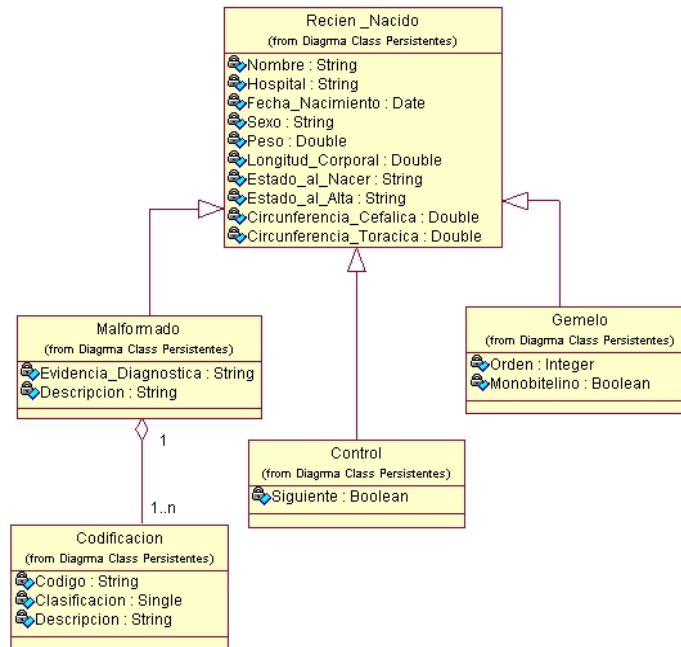 Recien _Nacido
(from Diagrma Class Persistentes)
Nombre : String
Hospital : String
Fecha_Nacimiento : Date
Sexo : String
Peso : Double
Longitud_Corporal : Double
Estado_al_Nacer : String
Estado_al_Alta : String
Circunferencia_Cefalica : Double
Circunferencia_Toracica : Double
Malformado
(from Diagrma Class Persistentes)
Evidencia_Diagnostica : String
Descripcion : String
Gemelo
(from Diagrma Class Persistentes)
Orden : Integer
Monobitelino : Boolean
1
Control
(from Diagrma Class Persistentes)
Siguiente : Boolean
1..n
Codificacion
(from Diagrma Class Persistentes)
Codigo : String
Clasificacion : Single
Descripcion : String